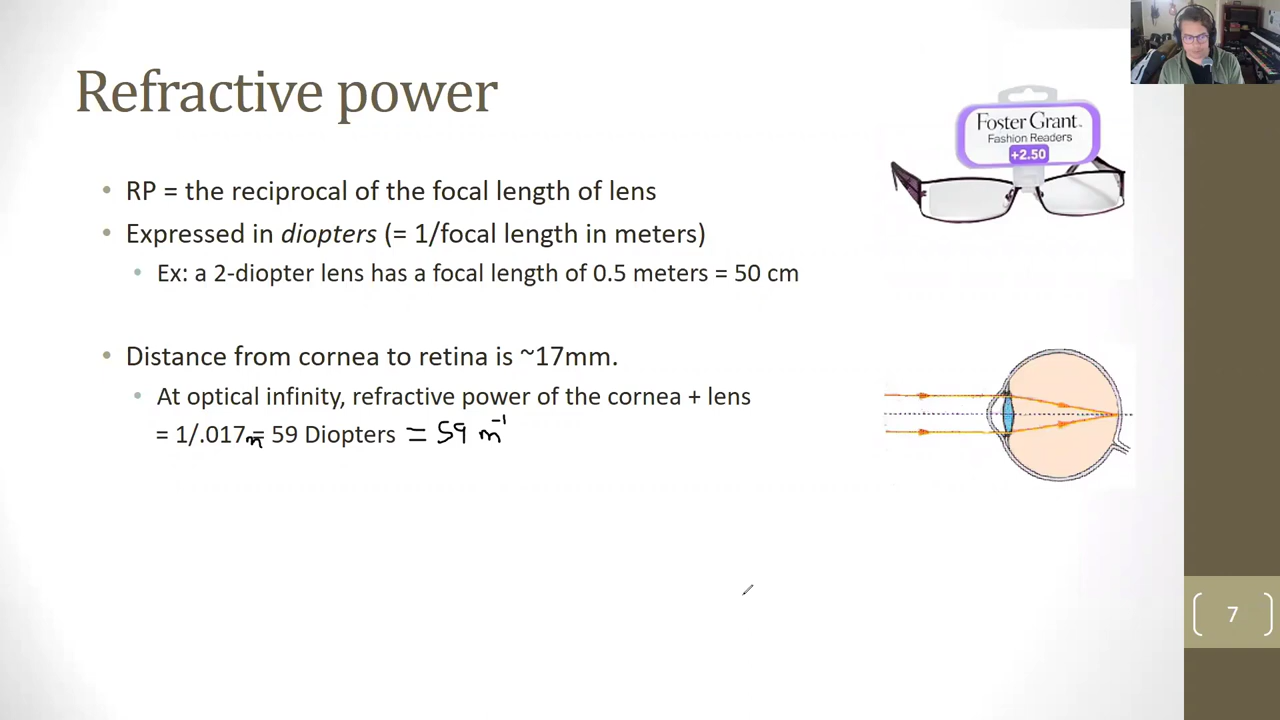 Refractive power
Foster Grant
Fashion Readers
+2.50
• RP = the reciprocal of the focal length of lens
• Expressed in diopters (= 1/focal length in meters)
• Ex: a 2-diopter lens has a focal length of 0.5 meters = 50 cm
• Distance from cornea to retina is ~17mm.
• At optical infinity, refractive power of the cornea + lens
= 1/.017m = 59 Diopters = 59 m⁻¹
7